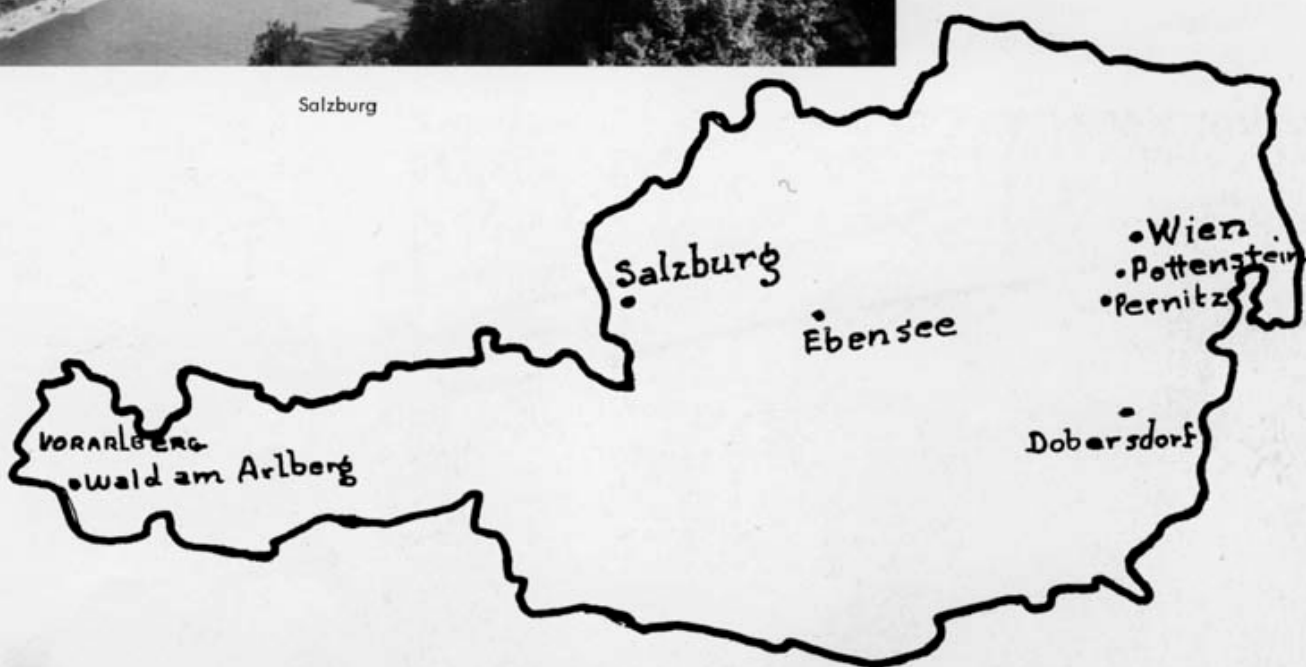 Salzburg
Wien
Salzburg
Pottenstein
Pernitz
Ebensee
Dobersdorf
VORARLBERG
Wald am Arlberg